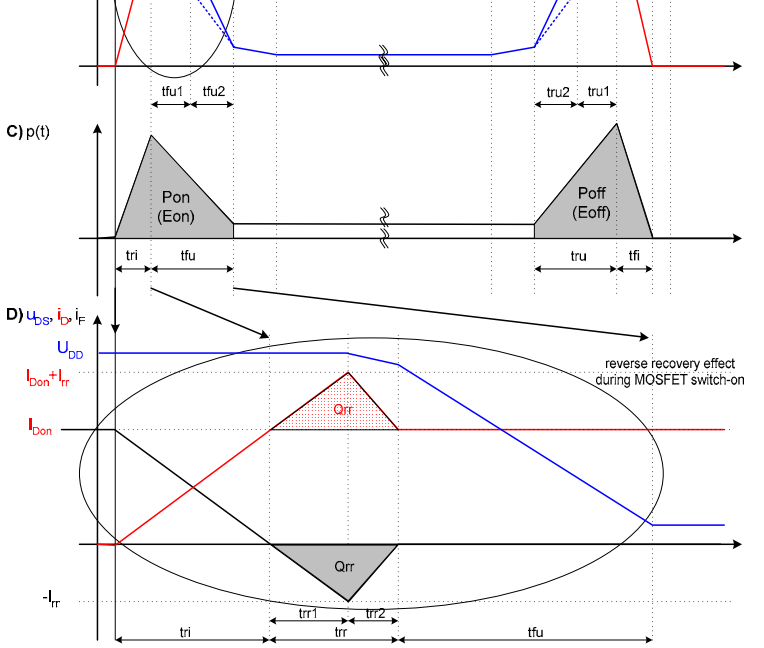 tfu1 tfu2 tru2 tru1
C) p(t)
Pon
(Eon)
Poff
(Eoff)
tri tfu tru tfi
D) uDS, iD, iF
UDD
reverse recovery effect
during MOSFET switch-on
IDon+Irr
Qrr
IDon
Qrr
-Irr
trr1 trr2
tri trr tfu